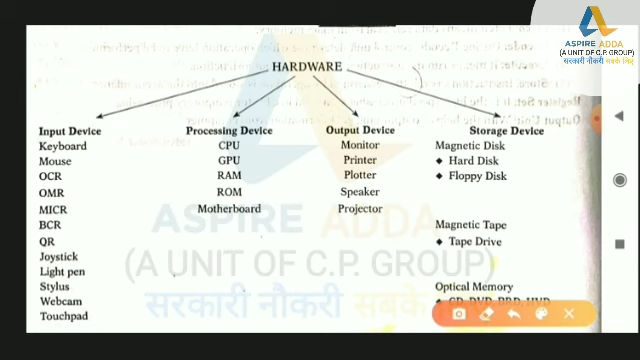 ASPIRE ADDA
(A UNIT OF C.P. GROUP)
सरकारी नौकरी सबके लिए
HARDWARE
Input Device
Keyboard
Mouse
OCR
OMR
MICR
BCR
QR
Joystick
Light pen
Stylus
Webcam
Touchpad
Processing Device
CPU
GPU
RAM
ROM
Motherboard
Output Device
Monitor
Printer
Plotter
Speaker
Projector
Storage Device
Magnetic Disk
◆ Hard Disk
◆ Floppy Disk
Magnetic Tape
◆ Tape Drive
Optical Memory
ASPIRE ADDA
(A UNIT OF C.P. GROUP)
सरकारी नौकरी सबके